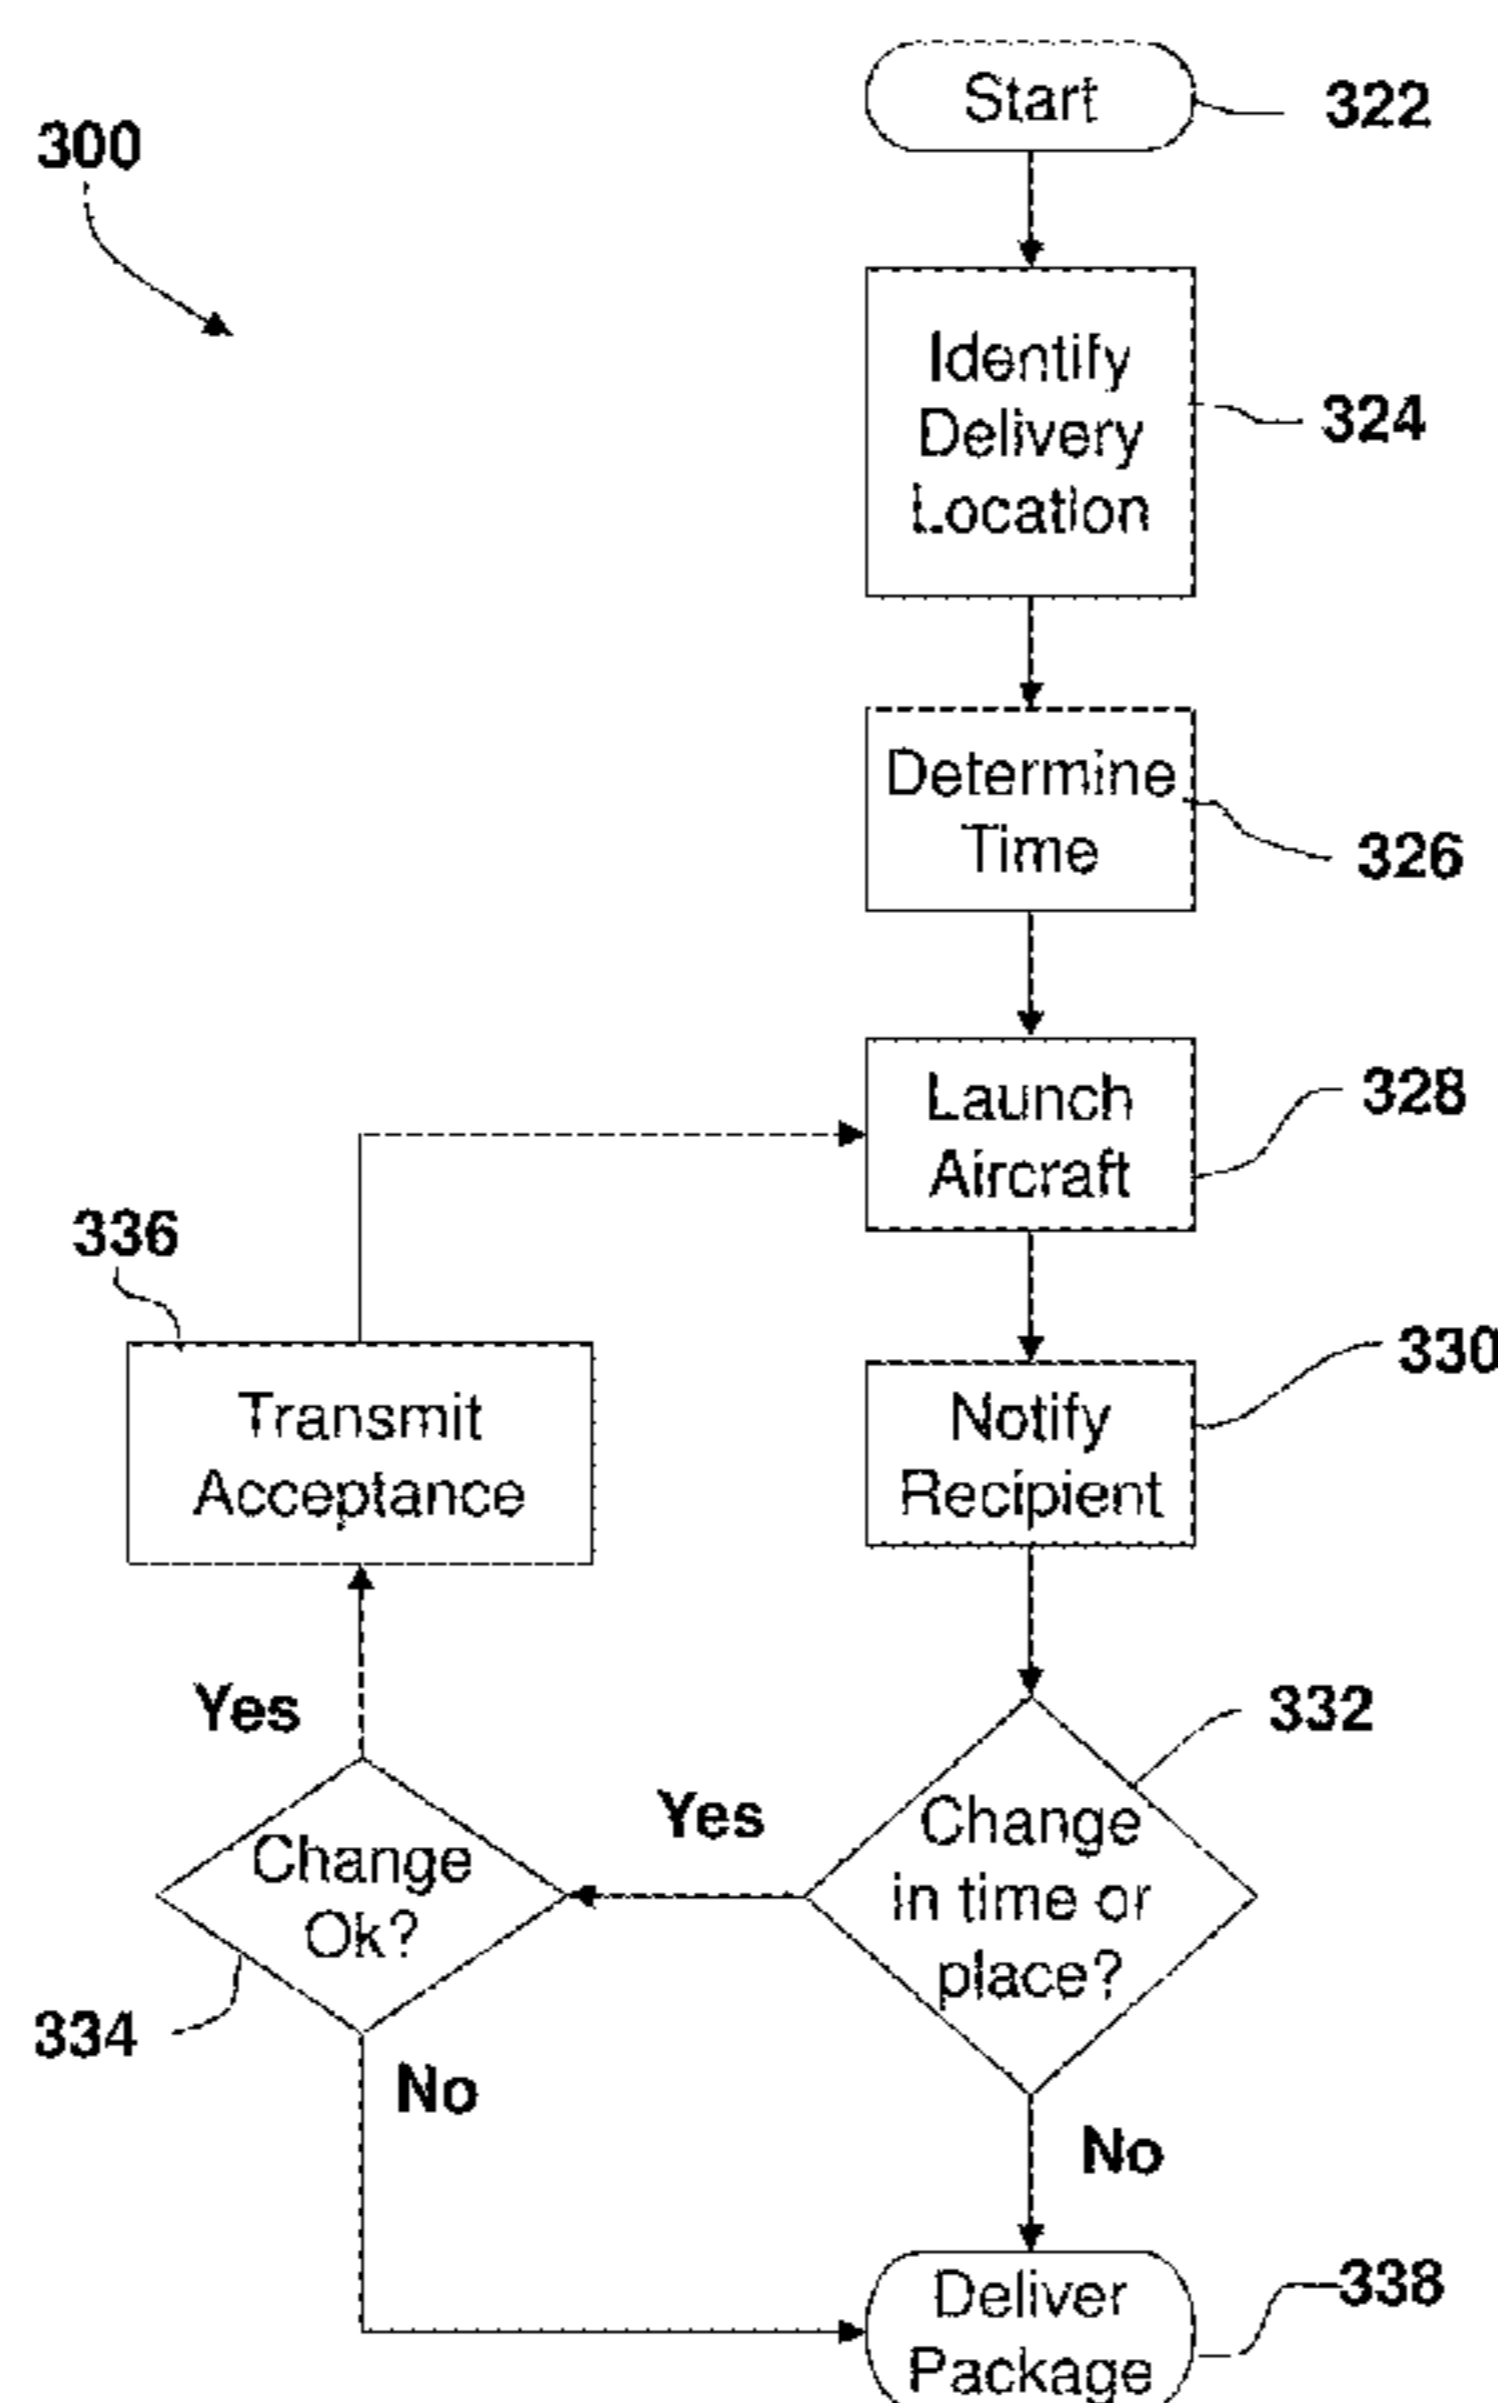 Start
322
300
Identify
Delivery
Location
324
Determine
Time
326
Launch
Aircraft
328
336
Transmit
Acceptance
Notify
Recipient
330
Yes
332
Yes
Change
in time or
place?
Change
Ok?
334
No
No
Deliver
Package
338